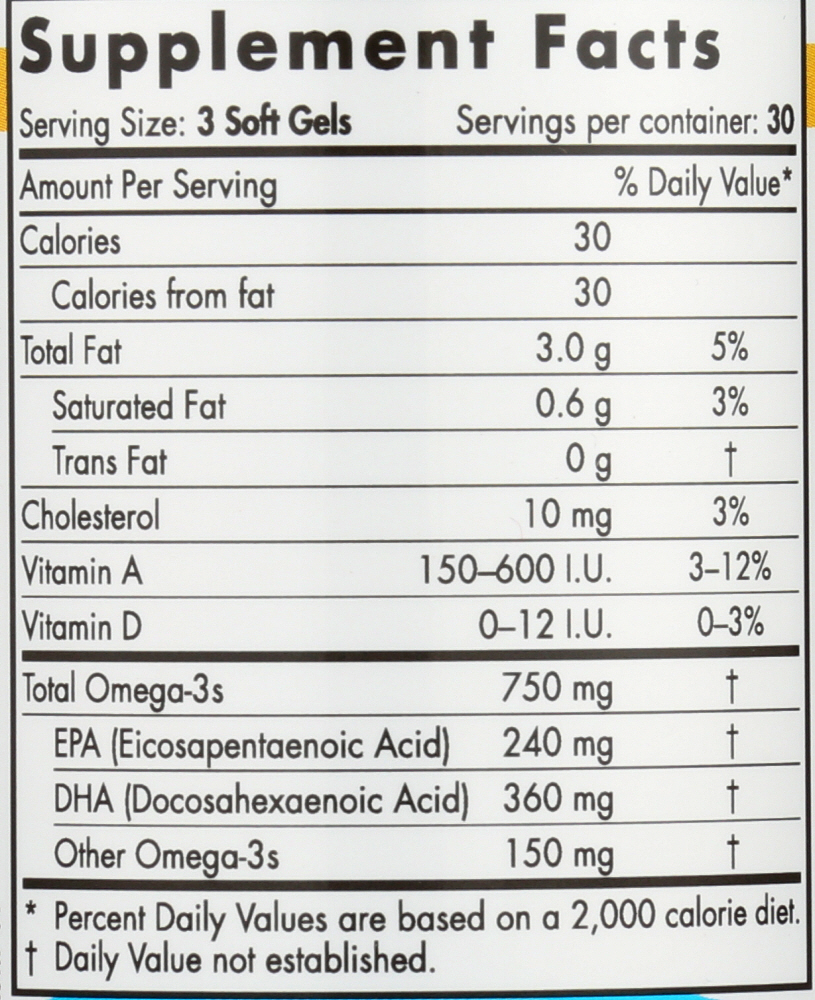 Supplement Facts
Serving Size: 3 Soft Gels Servings per container: 30
Amount Per Serving % Daily Value*
Calories 30
Calories from fat 30
Total Fat 3.0 g 5%
Saturated Fat 0.6 g 3%
Trans Fat 0 g †
Cholesterol 10 mg 3%
Vitamin A 150–600 I.U. 3–12%
Vitamin D 0–12 I.U. 0–3%
Total Omega-3s 750 mg †
EPA (Eicosapentaenoic Acid) 240 mg †
DHA (Docosahexaenoic Acid) 360 mg †
Other Omega-3s 150 mg †
* Percent Daily Values are based on a 2,000 calorie diet.
† Daily Value not established.